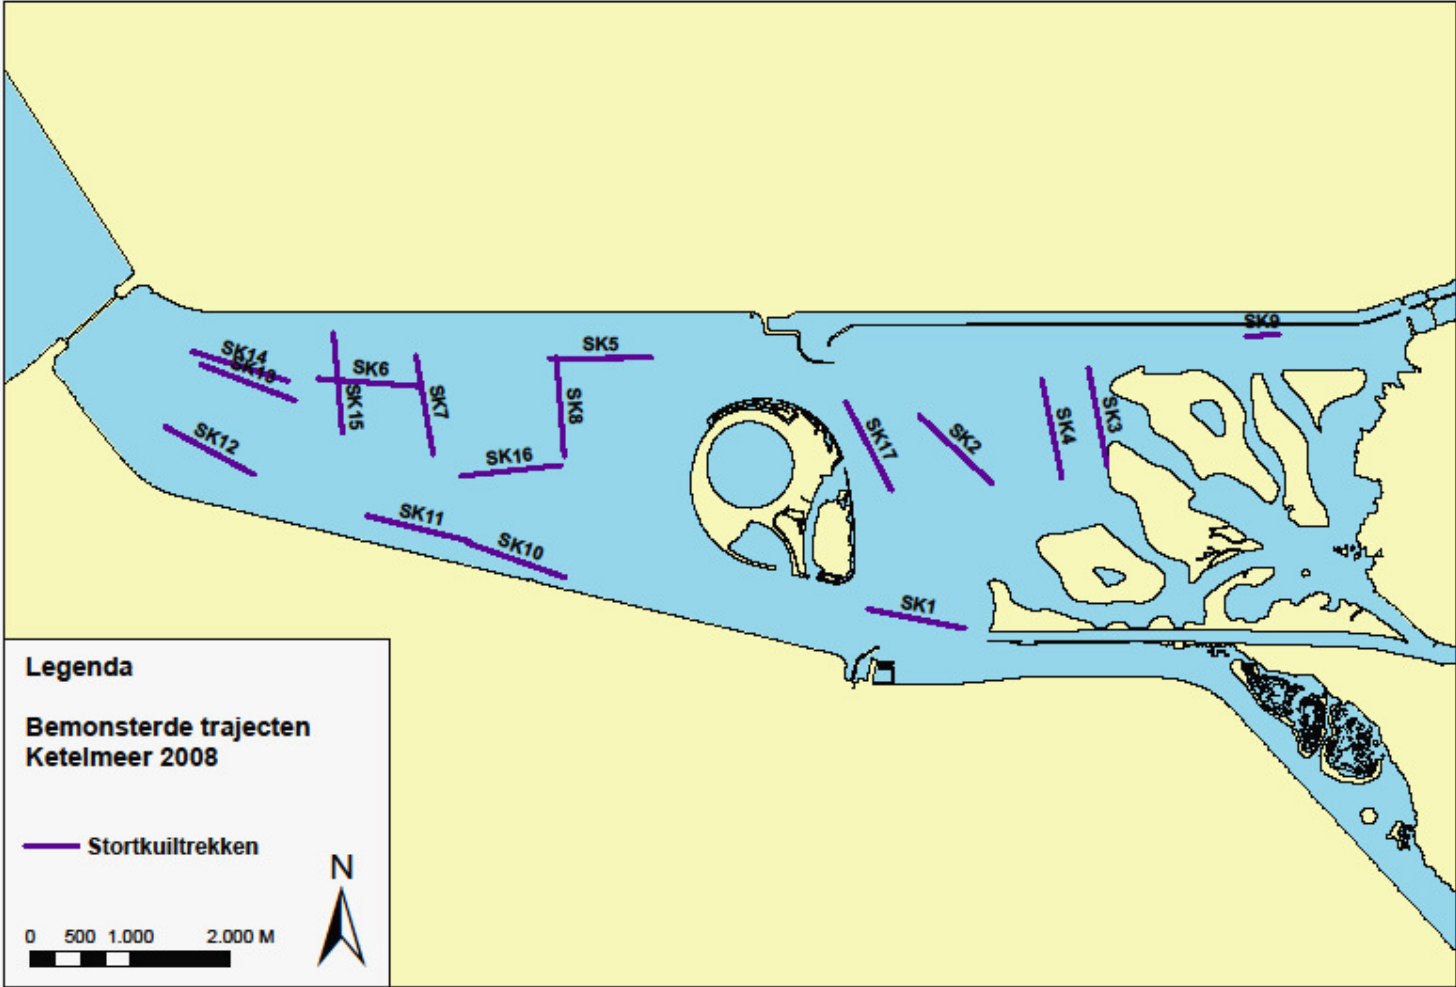 SK9
SK14
SK13
SK6
SK15
SK7
SK5
SK8
SK12
SK16
SK11
SK10
SK17
SK2
SK4
SK3
SK1
Legenda
Bemonsterde trajecten
Ketelmeer 2008
Stortkuiltrekken
N
0 500 1.000 2.000 M